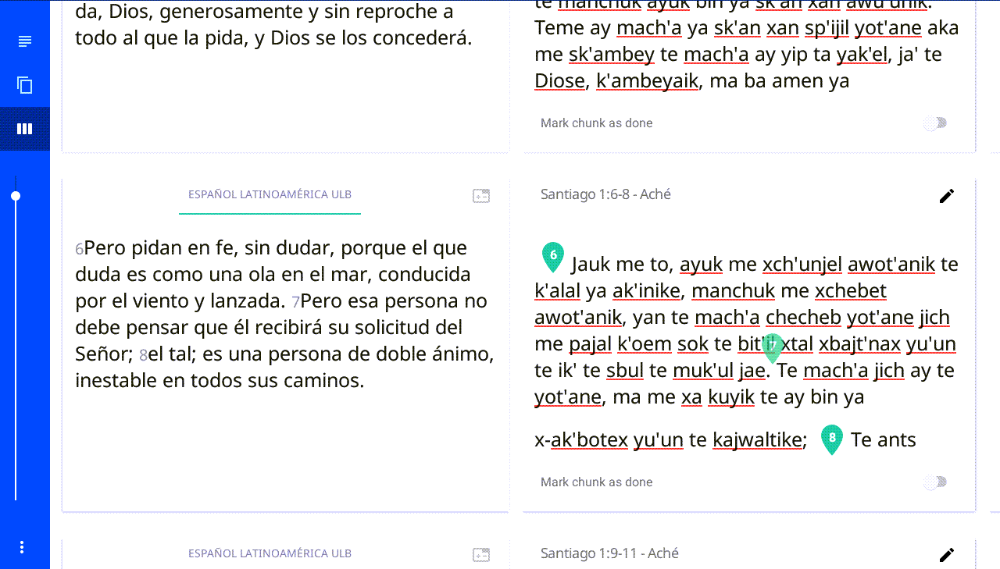 da, Dios, generosamente y sin reproche a
todo al que la pida, y Dios se los concederá.
te manchuk ayuk bin ya sk'an xan awu'unik.
Teme ay mach'a ya sk'an xan sp'ijil yot'ane aka
me sk'ambey te mach'a ay yip ta yak'el, ja' te
Diose, k'ambeyaik, ma ba amen ya
Mark chunk as done
ESPAÑOL LATINOAMÉRICA ULB
6Pero pidan en fe, sin dudar, porque el que
duda es como una ola en el mar, conducida
por el viento y lanzada. 7Pero esa persona no
debe pensar que él recibirá su solicitud del
Señor; 8el tal; es una persona de doble ánimo,
inestable en todos sus caminos.
Santiago 1:6-8 - Aché
6 Jauk me to, ayuk me xch'unjel awot'anik te
k'alal ya ak'inike, manchuk me xchebet
awot'anik, yan te mach'a checheb yot'ane jich
me pajal k'oem sok te bit'il 7 xtal xbajt'nax yu'un
te ik' te sbul te muk'ul jae. Te mach'a jich ay te
yot'ane, ma me xa kuyik te ay bin ya
x-ak'botex yu'un te kajwaltike; 8 Te ants
Mark chunk as done
ESPAÑOL LATINOAMÉRICA ULB
Santiago 1:9-11 - Aché